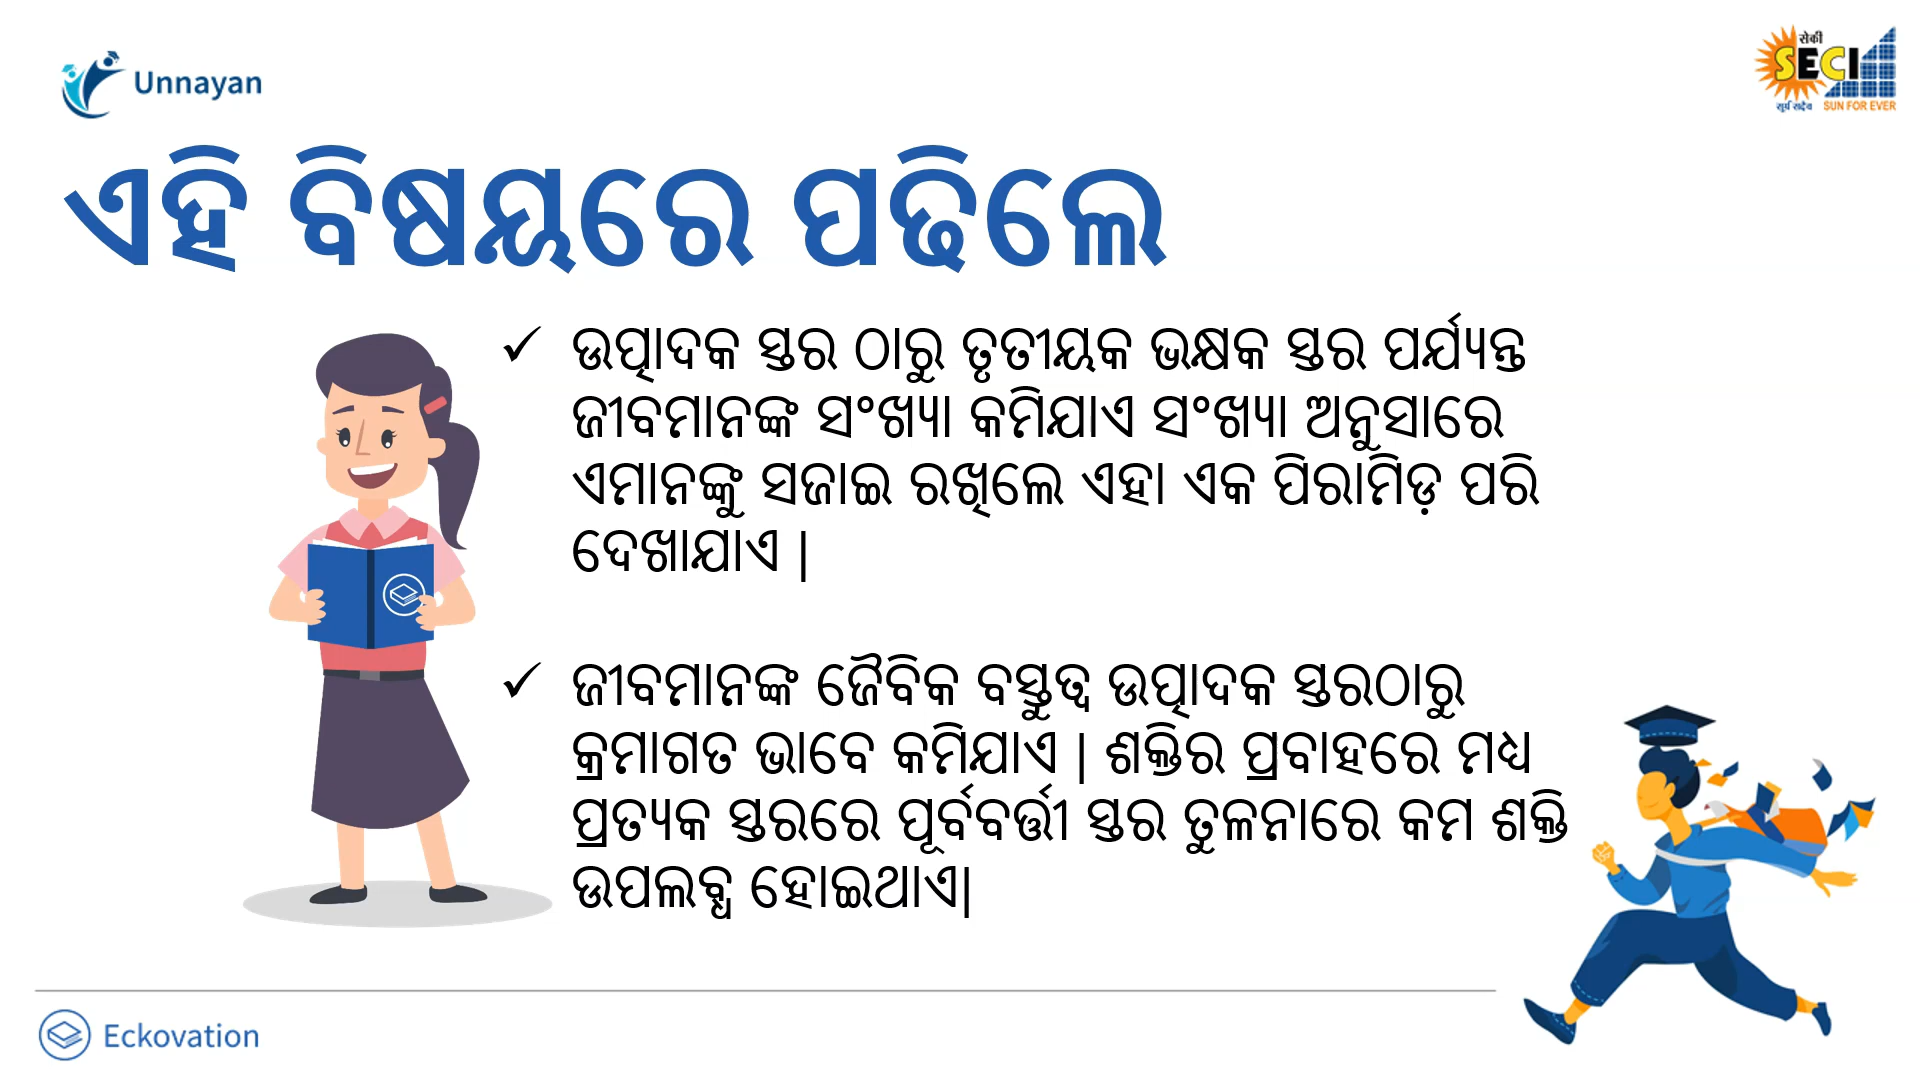 Unnayan
सेकी
SECI
सूर्य सदैव SUN FOR EVER
ଏହି ବିଷୟରେ ପଢିଲେ
✓ ଉତ୍ପାଦକ ସ୍ତର ଠାରୁ ତୃତୀୟକ ଭକ୍ଷକ ସ୍ତର ପର୍ଯ୍ୟନ୍ତ
ଜୀବମାନଙ୍କ ସଂଖ୍ୟା କମିଯାଏ ସଂଖ୍ୟା ଅନୁସାରେ
ଏମାନଙ୍କୁ ସଜାଇ ରଖିଲେ ଏହା ଏକ ପିରାମିଡ଼ ପରି
ଦେଖାଯାଏ |
✓ ଜୀବମାନଙ୍କ ଜୈବିକ ବସ୍ତୁତ୍ୱ ଉତ୍ପାଦକ ସ୍ତରଠାରୁ
କ୍ରମାଗତ ଭାବେ କମିଯାଏ | ଶକ୍ତିର ପ୍ରବାହରେ ମଧ୍ୟ
ପ୍ରତ୍ୟକ ସ୍ତରରେ ପୂର୍ବବର୍ତ୍ତୀ ସ୍ତର ତୁଳନାରେ କମ ଶକ୍ତି
ଉପଲବ୍ଧ ହୋଇଥାଏ|
Eckovation